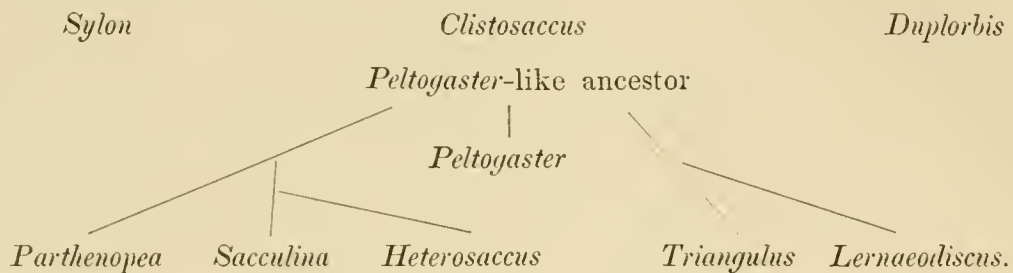 Sylon Clistosaccus Duplorbis
Peltogaster-like ancestor
Peltogaster
Parthenopea Sacculina Heterosaccus Triangulus Lernaeodiscus.